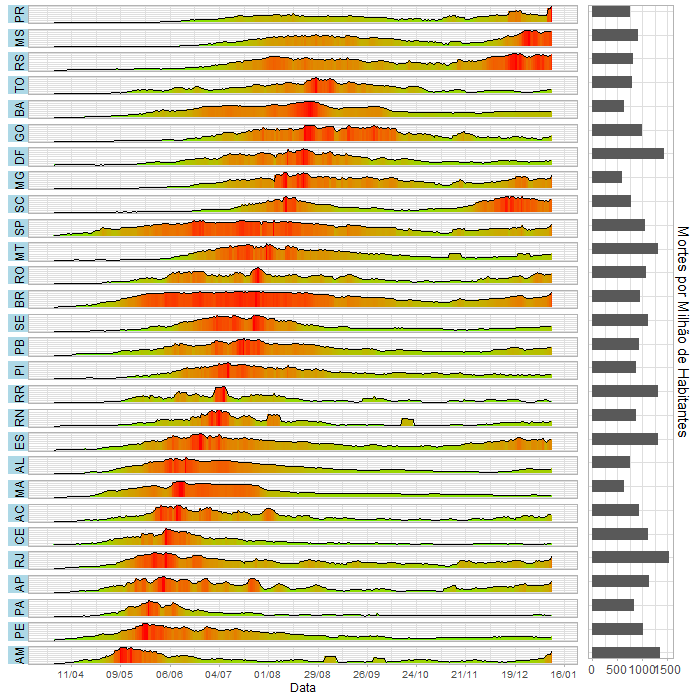 PR
MS
RS
TO
BA
GO
DF
MG
SC
SP
MT
RO
BR
SE
PB
PI
RR
RN
ES
AL
MA
AC
CE
RJ
AP
PA
PE
AM
11/04 09/05 06/06 04/07 01/08 29/08 26/09 24/10 21/11 19/12 16/01
Data
0 500 1000 1500
Mortes por Milhão de Habitantes